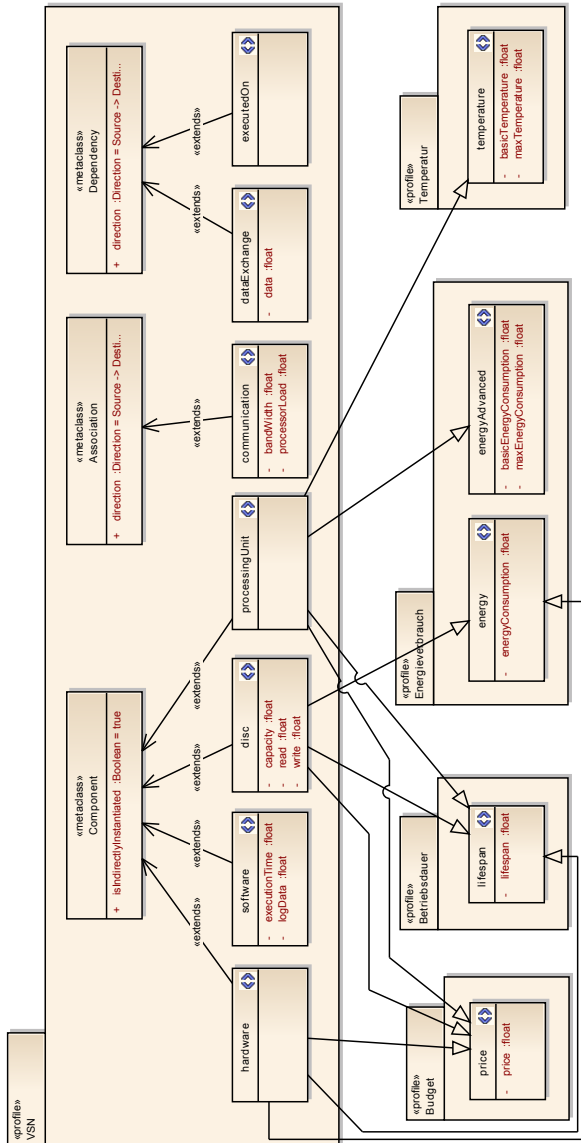 «profile»
VSN
«metaclass»
Component
+ isIndirectlyInstantiated :Boolean = true
«metaclass»
Association
+ direction :Direction = Source -> Desti...
«metaclass»
Dependency
+ direction :Direction = Source -> Desti...
«extends»
«extends»
«extends»
«extends»
«extends»
«extends»
«extends»
hardware
software
- executionTime :float
- logData :float
disc
- capacity :float
- read :float
- write :float
processingUnit
communication
- bandWidth :float
- processorLoad :float
dataExchange
- data :float
executedOn
«profile»
Budget
price
- price :float
«profile»
Betriebsdauer
lifespan
- lifespan :float
«profile»
Energieverbrauch
energy
- energyConsumption :float
energyAdvanced
- basicEnergyConsumption :float
- maxEnergyConsumption :float
«profile»
Temperatur
temperature
- basicTemperature :float
- maxTemperature :float